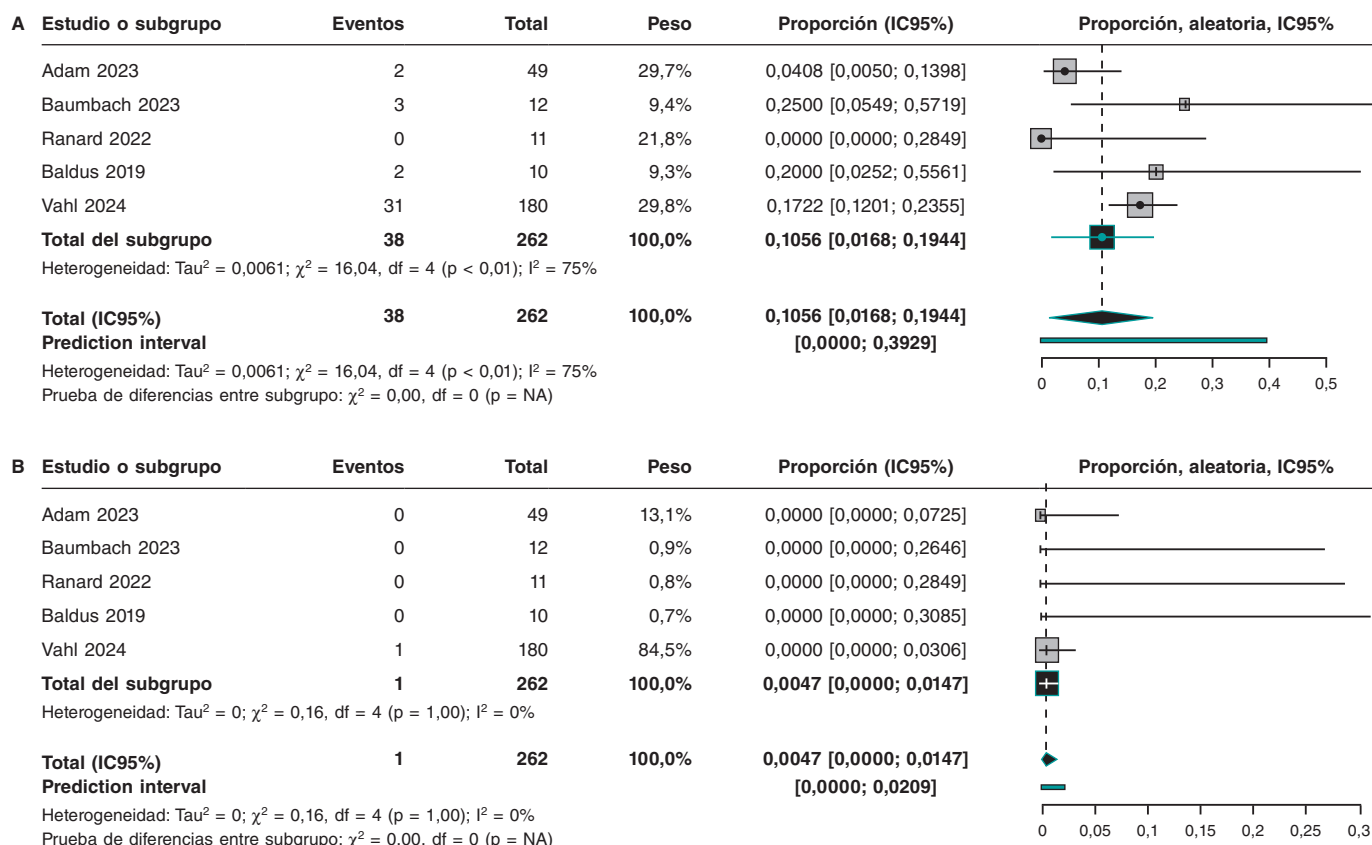 A Estudio o subgrupo Eventos Total Peso Proporción (IC95%) Proporción, aleatoria, IC95%
Adam 2023 2 49 29,7% 0,0408 [0,0050; 0,1398]
Baumbach 2023 3 12 9,4% 0,2500 [0,0549; 0,5719]
Ranard 2022 0 11 21,8% 0,0000 [0,0000; 0,2849]
Baldus 2019 2 10 9,3% 0,2000 [0,0252; 0,5561]
Vahl 2024 31 180 29,8% 0,1722 [0,1201; 0,2355]
Total del subgrupo 38 262 100,0% 0,1056 [0,0168; 0,1944]
Heterogeneidad: Tau² = 0,0061; χ² = 16,04, df = 4 (p < 0,01); I² = 75%
Total (IC95%) 38 262 100,0% 0,1056 [0,0168; 0,1944]
Prediction interval [0,0000; 0,3929]
Heterogeneidad: Tau² = 0,0061; χ² = 16,04, df = 4 (p < 0,01); I² = 75%
0 0,1 0,2 0,3 0,4 0,5
Prueba de diferencias entre subgrupo: χ² = 0,00, df = 0 (p = NA)
B Estudio o subgrupo Eventos Total Peso Proporción (IC95%) Proporción, aleatoria, IC95%
Adam 2023 0 49 13,1% 0,0000 [0,0000; 0,0725]
Baumbach 2023 0 12 0,9% 0,0000 [0,0000; 0,2646]
Ranard 2022 0 11 0,8% 0,0000 [0,0000; 0,2849]
Baldus 2019 0 10 0,7% 0,0000 [0,0000; 0,3085]
Vahl 2024 1 180 84,5% 0,0000 [0,0000; 0,0306]
Total del subgrupo 1 262 100,0% 0,0047 [0,0000; 0,0147]
Heterogeneidad: Tau² = 0; χ² = 0,16, df = 4 (p = 1,00); I² = 0%
Total (IC95%) 1 262 100,0% 0,0047 [0,0000; 0,0147]
Prediction interval [0,0000; 0,0209]
Heterogeneidad: Tau² = 0; χ² = 0,16, df = 4 (p = 1,00); I² = 0%
0 0,05 0,1 0,15 0,2 0,25 0,3
Prueba de diferencias entre subgrupo: χ² = 0,00, df = 0 (p = NA)